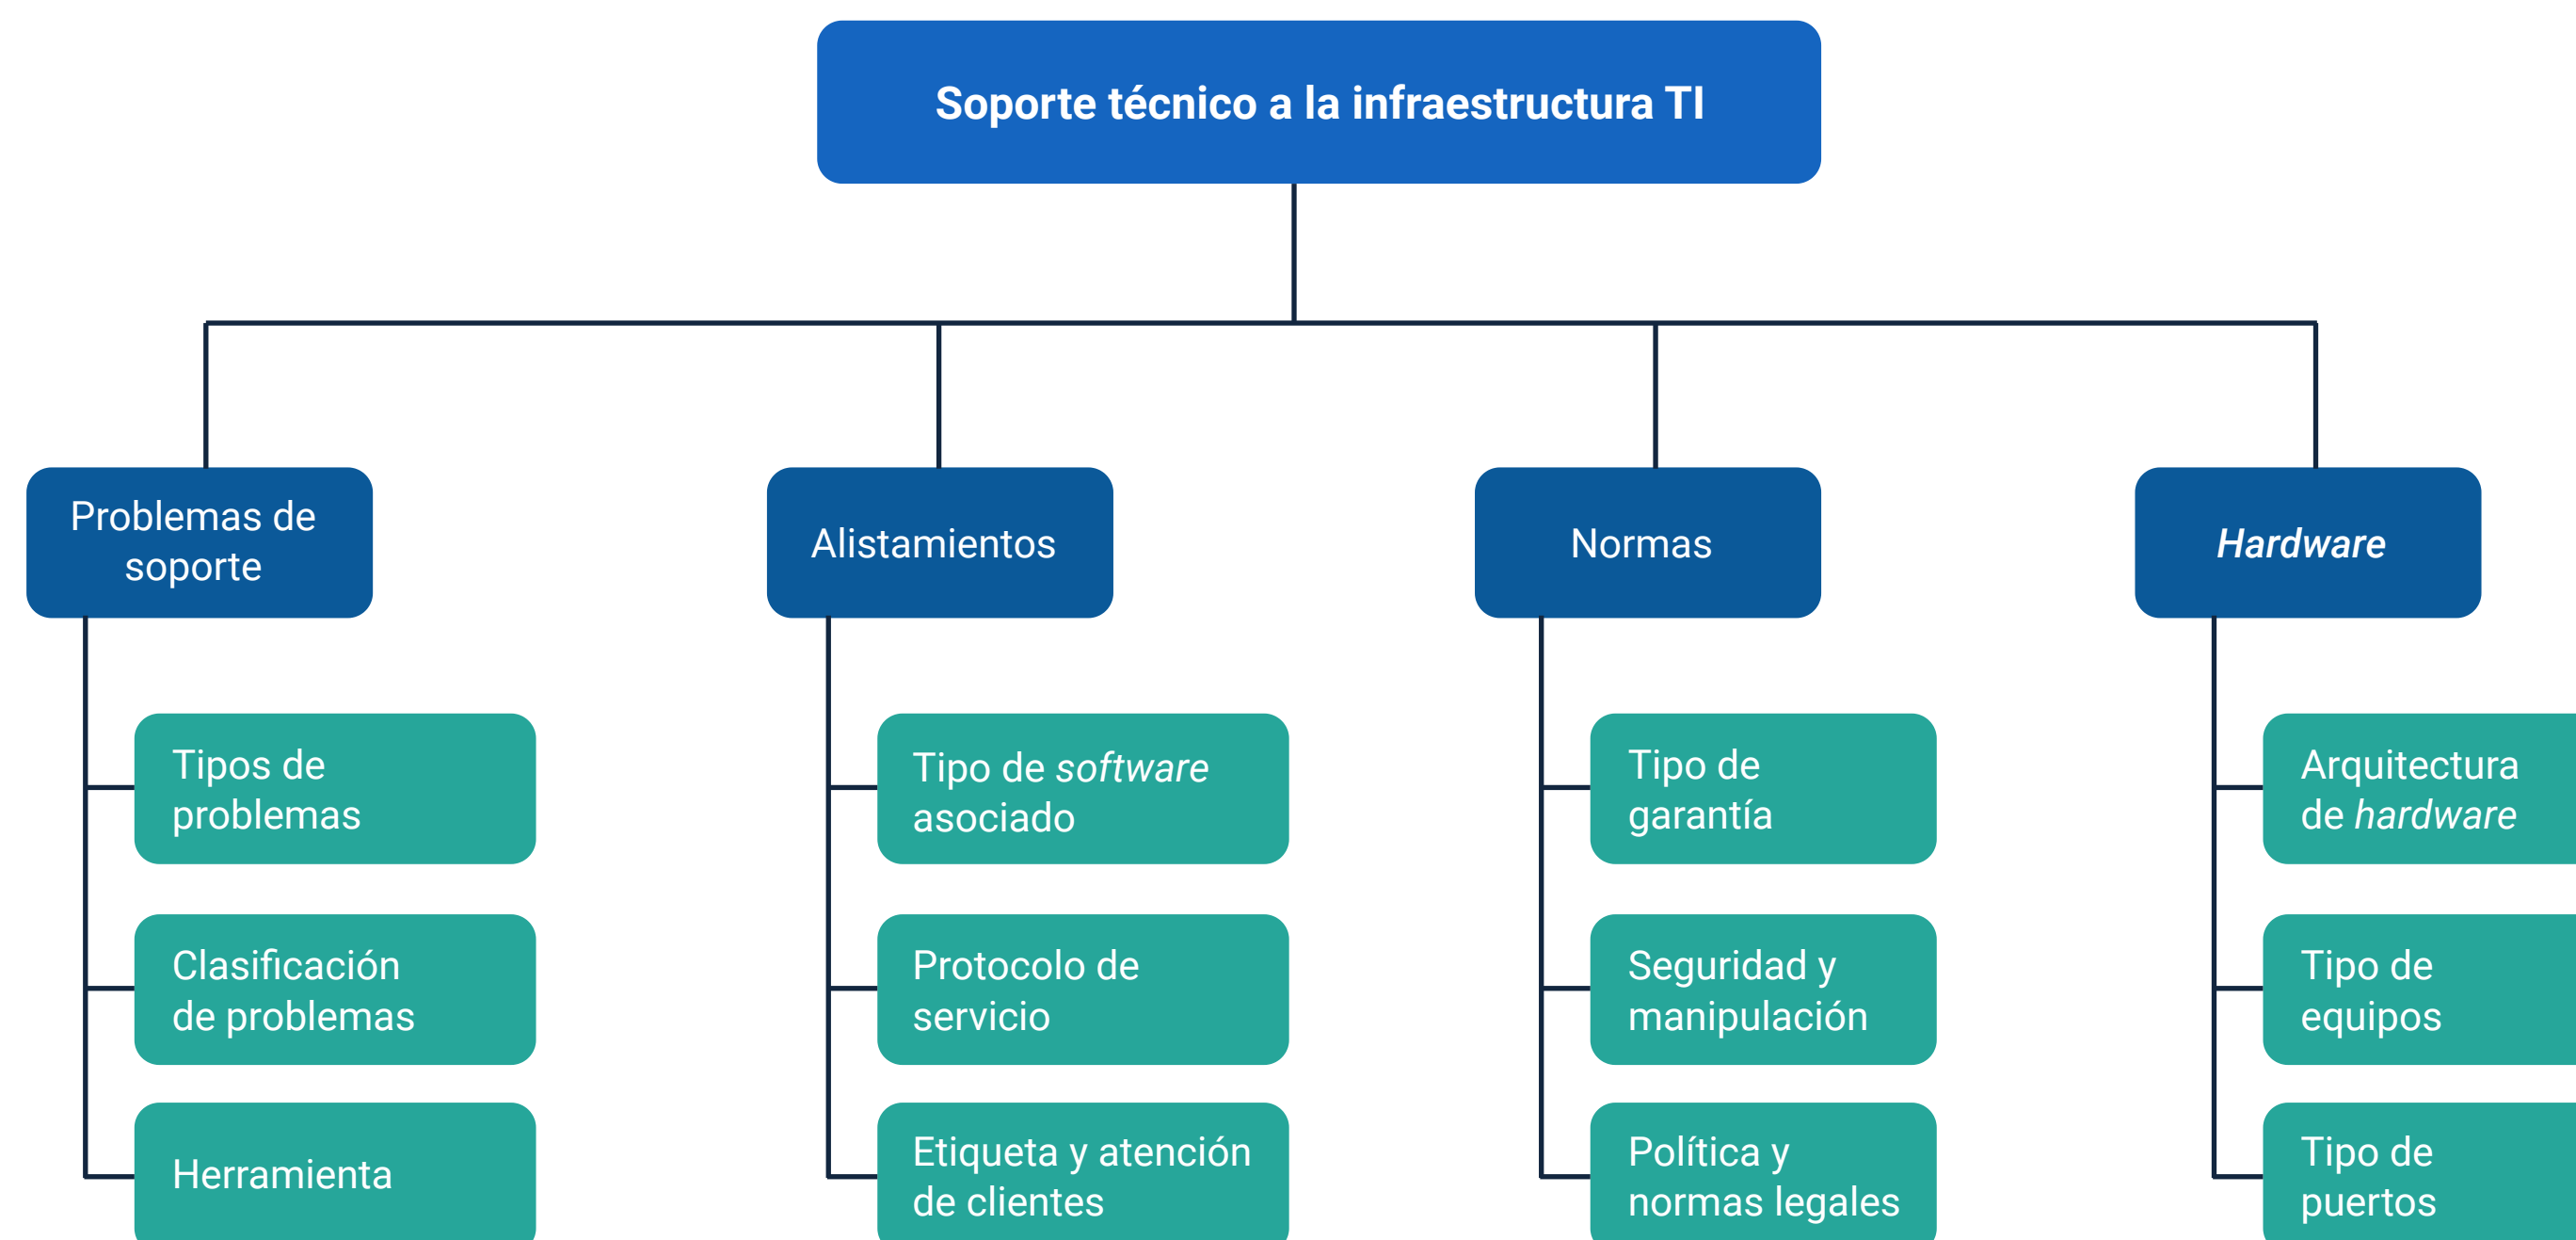 Soporte técnico a la infraestructura TI
Problemas de
soporte
Tipos de
problemas
Clasificación
de problemas
Herramienta
Alistamientos
Tipo de software
asociado
Protocolo de
servicio
Etiqueta y atención
de clientes
Normas
Tipo de
garantía
Seguridad y
manipulación
Política y
normas legales
Hardware
Arquitectura
de hardware
Tipo de
equipos
Tipo de
puertos